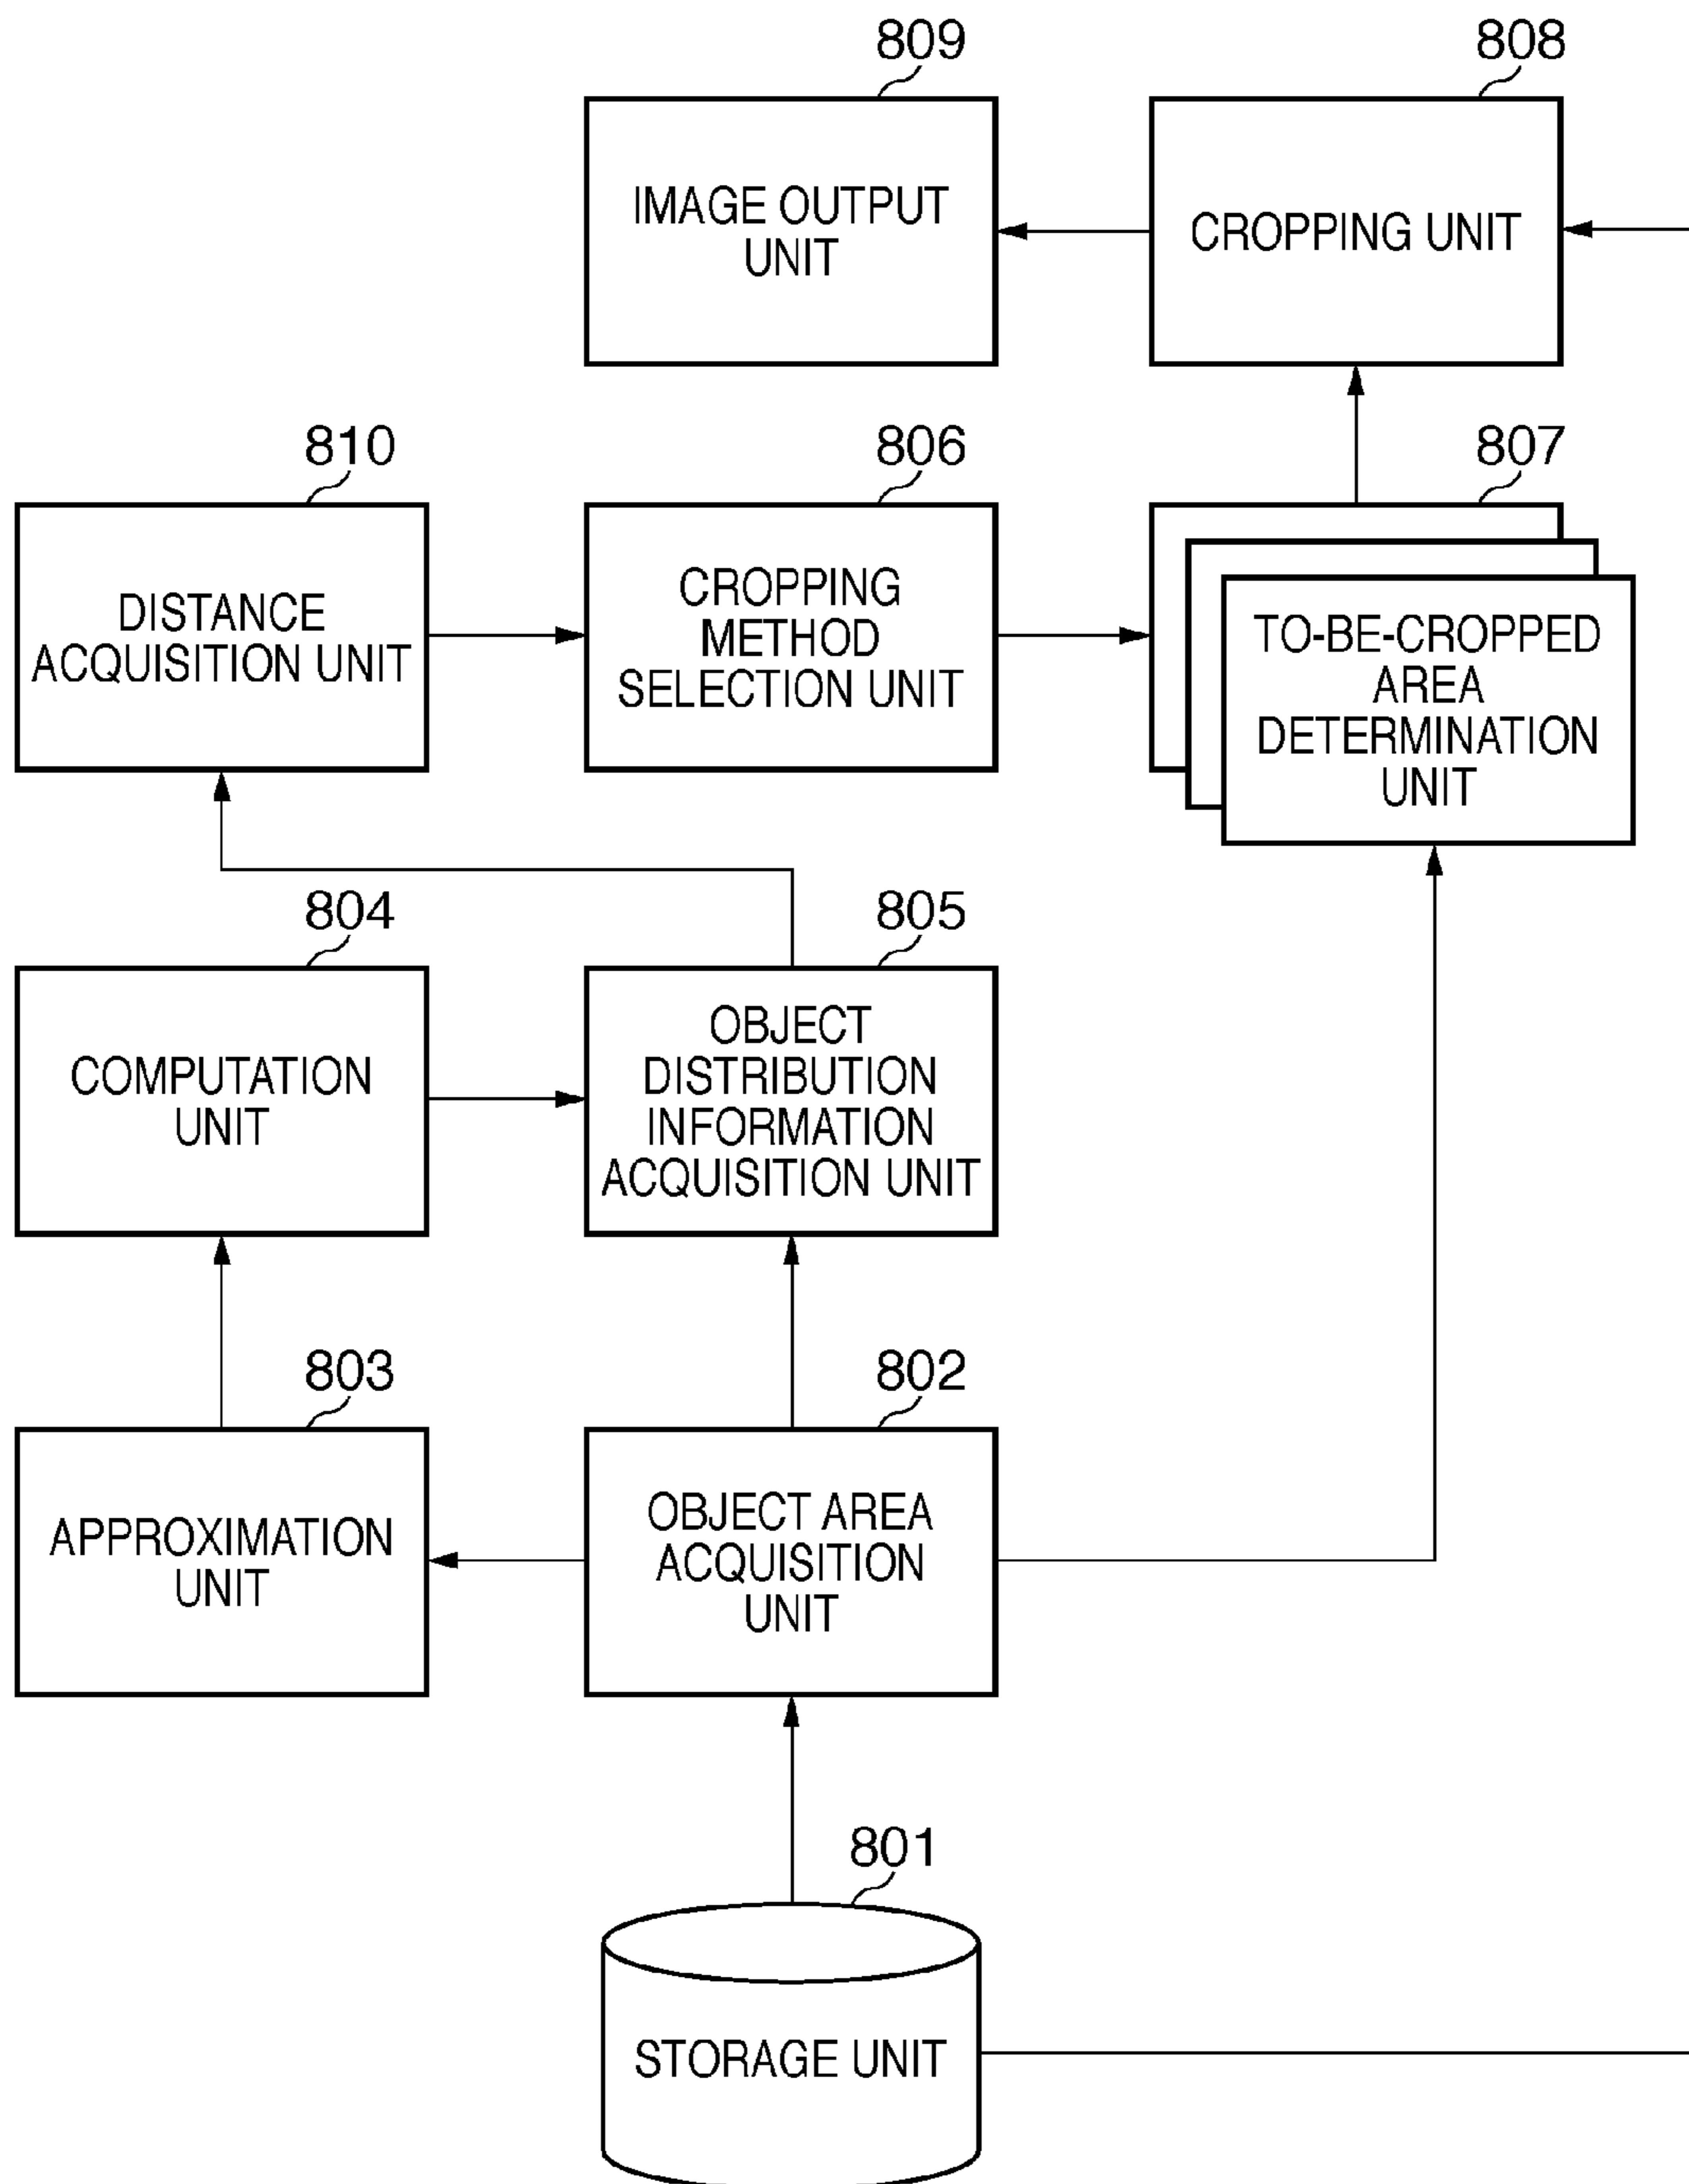 809
808
IMAGE OUTPUT
UNIT
CROPPING UNIT
810
806
807
DISTANCE
ACQUISITION UNIT
CROPPING
METHOD
SELECTION UNIT
TO-BE-CROPPED
AREA
DETERMINATION
UNIT
804
805
COMPUTATION
UNIT
OBJECT
DISTRIBUTION
INFORMATION
ACQUISITION UNIT
803
802
APPROXIMATION
UNIT
OBJECT AREA
ACQUISITION
UNIT
801
STORAGE UNIT